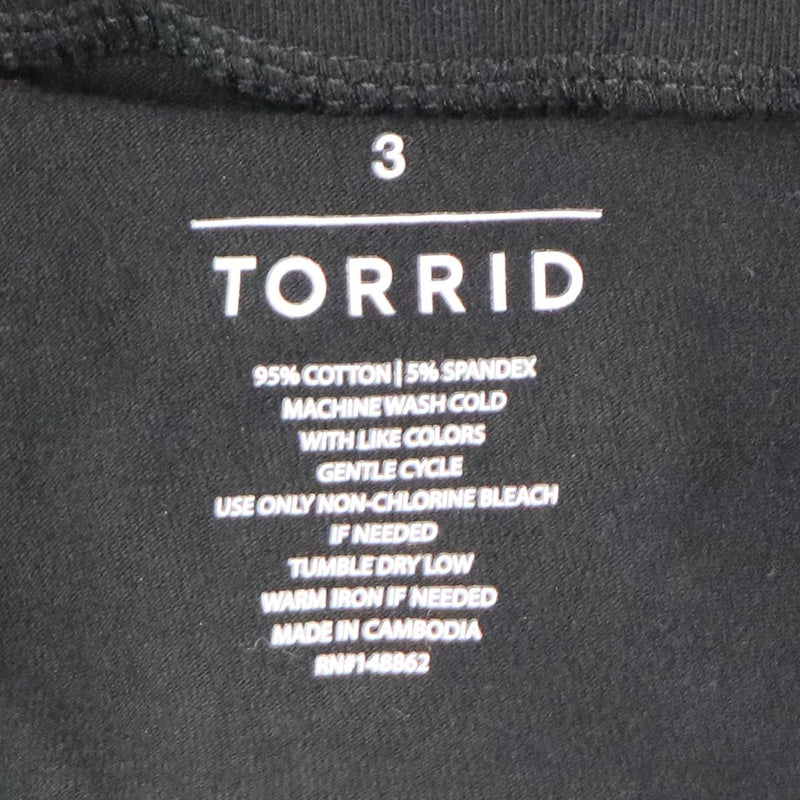 3
TORRID
95% COTTON | 5% SPANDEX
MACHINE WASH COLD
WITH LIKE COLORS
GENTLE CYCLE
USE ONLY NON-CHLORINE BLEACH
IF NEEDED
TUMBLE DRY LOW
WARM IRON IF NEEDED
MADE IN CAMBODIA
RN#148862